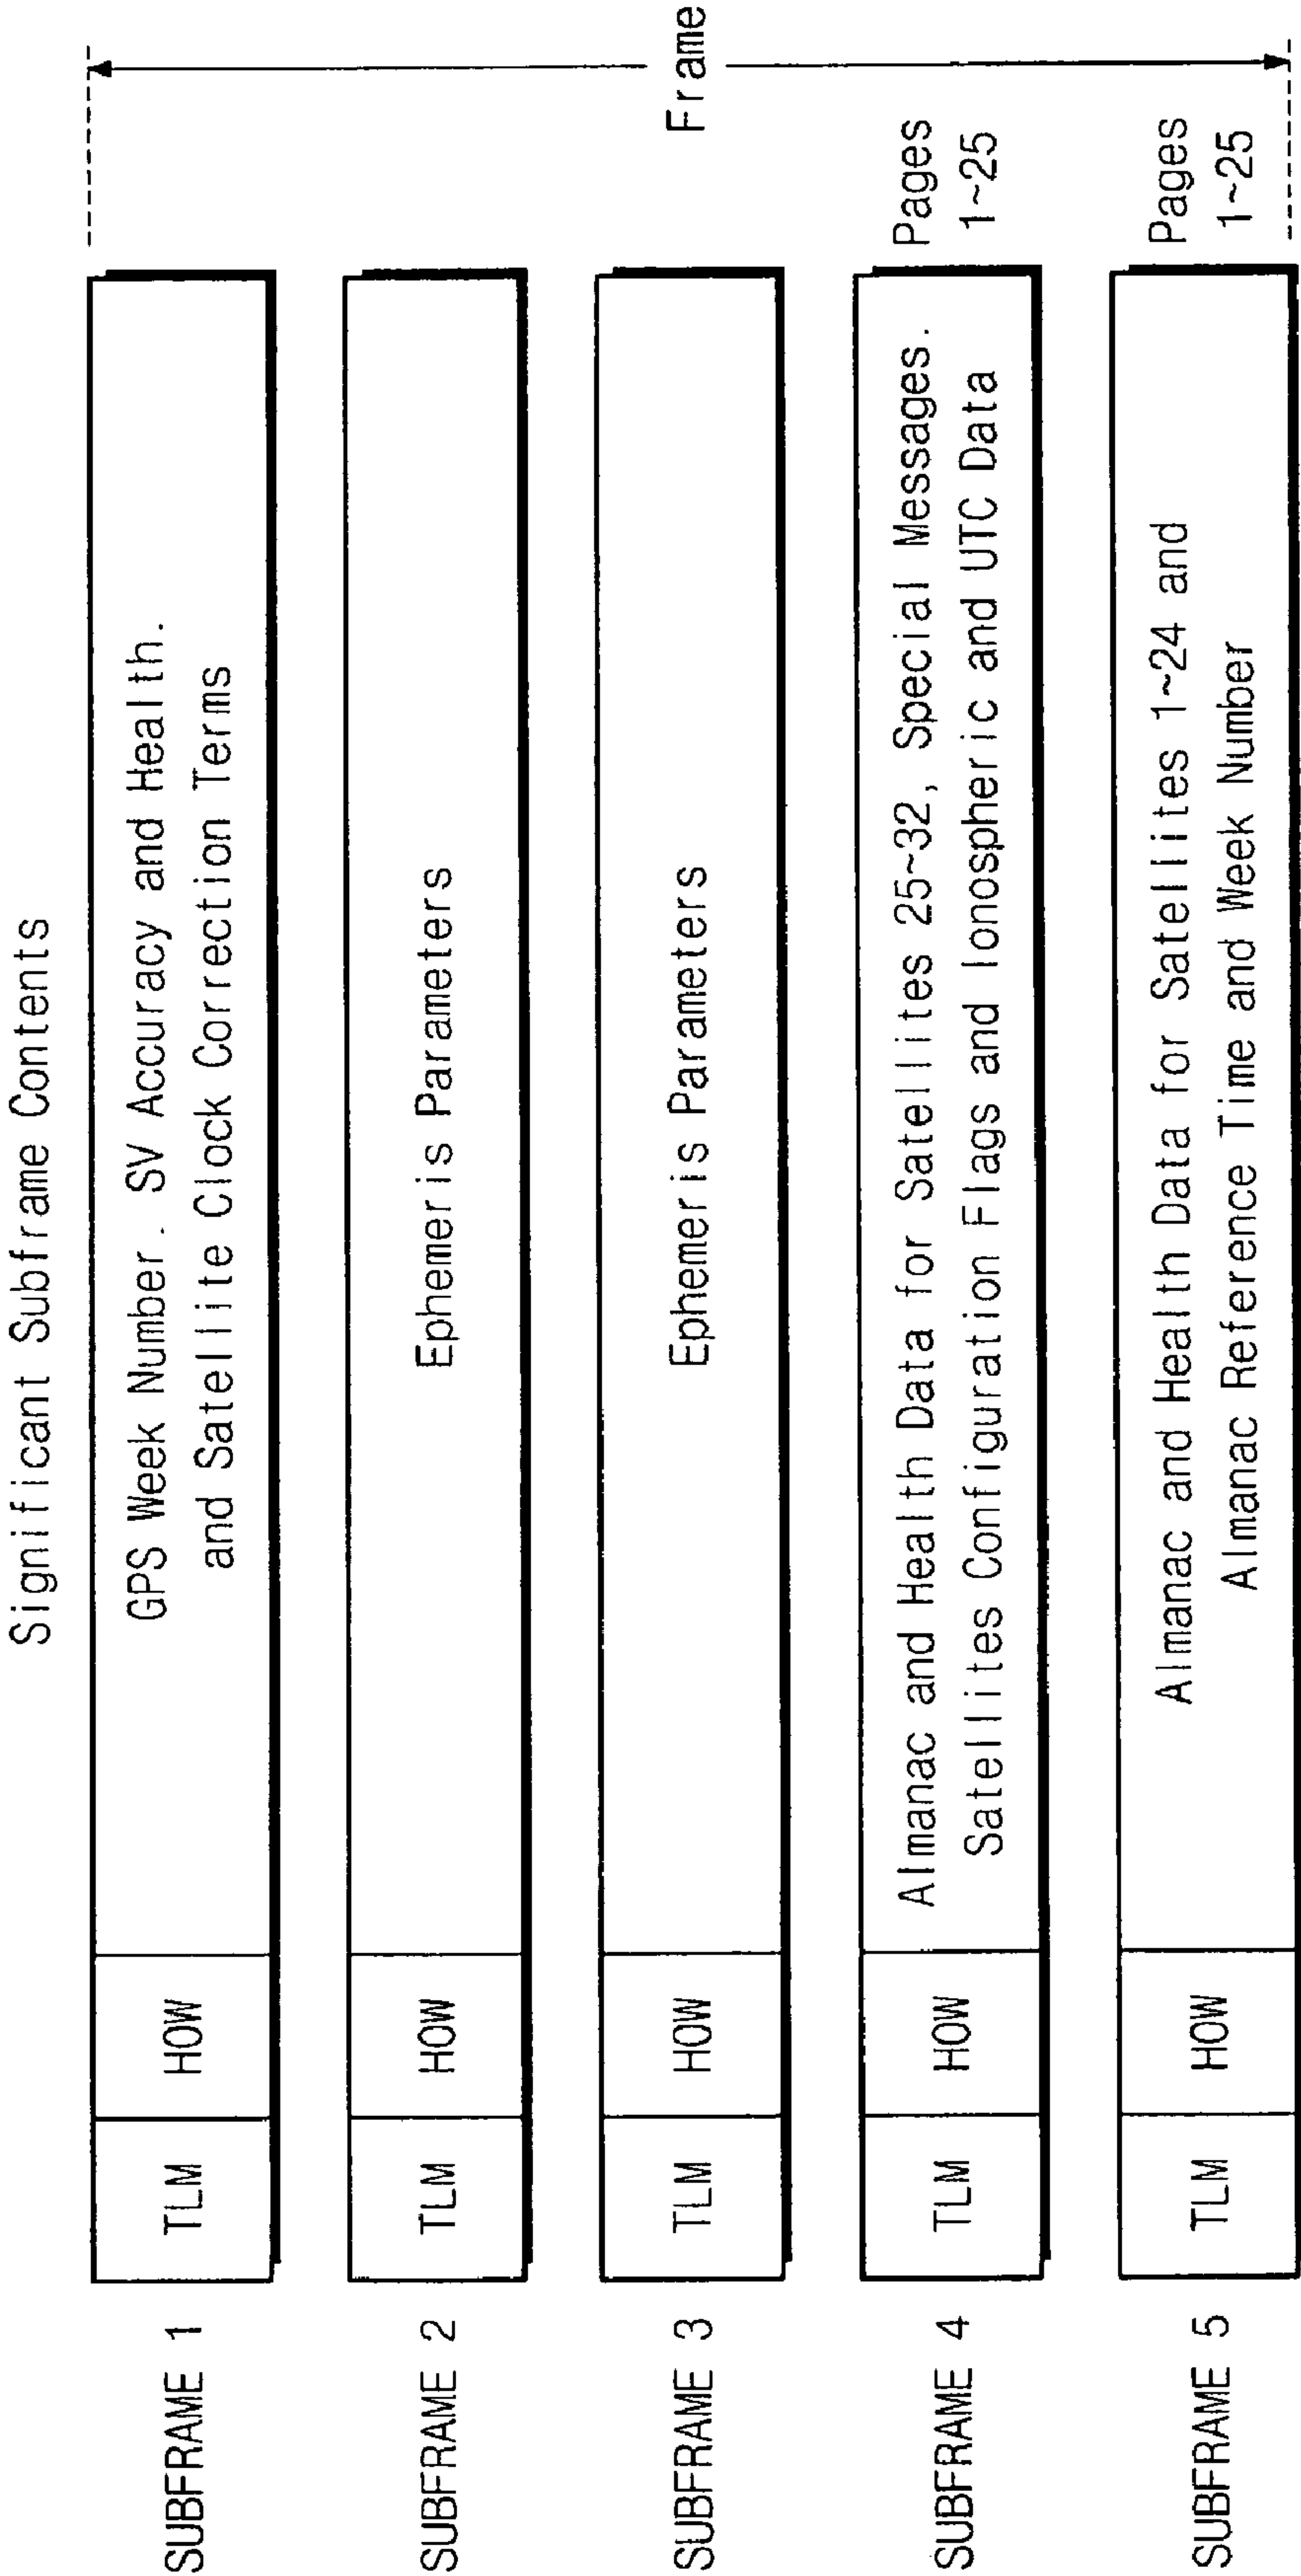 Significant Subframe Contents
SUBFRAME 1
TLM
HOW
GPS Week Number. SV Accuracy and Health.
and Satellite Clock Correction Terms
SUBFRAME 2
TLM
HOW
Ephemeris Parameters
SUBFRAME 3
TLM
HOW
Ephemeris Parameters
SUBFRAME 4
TLM
HOW
Almanac and Health Data for Satellites 25~32, Special Messages.
Satellites Configuration Flags and Ionospheric and UTC Data
Pages
1~25
SUBFRAME 5
TLM
HOW
Almanac and Health Data for Satellites 1~24 and
Almanac Reference Time and Week Number
Pages
1~25
Frame